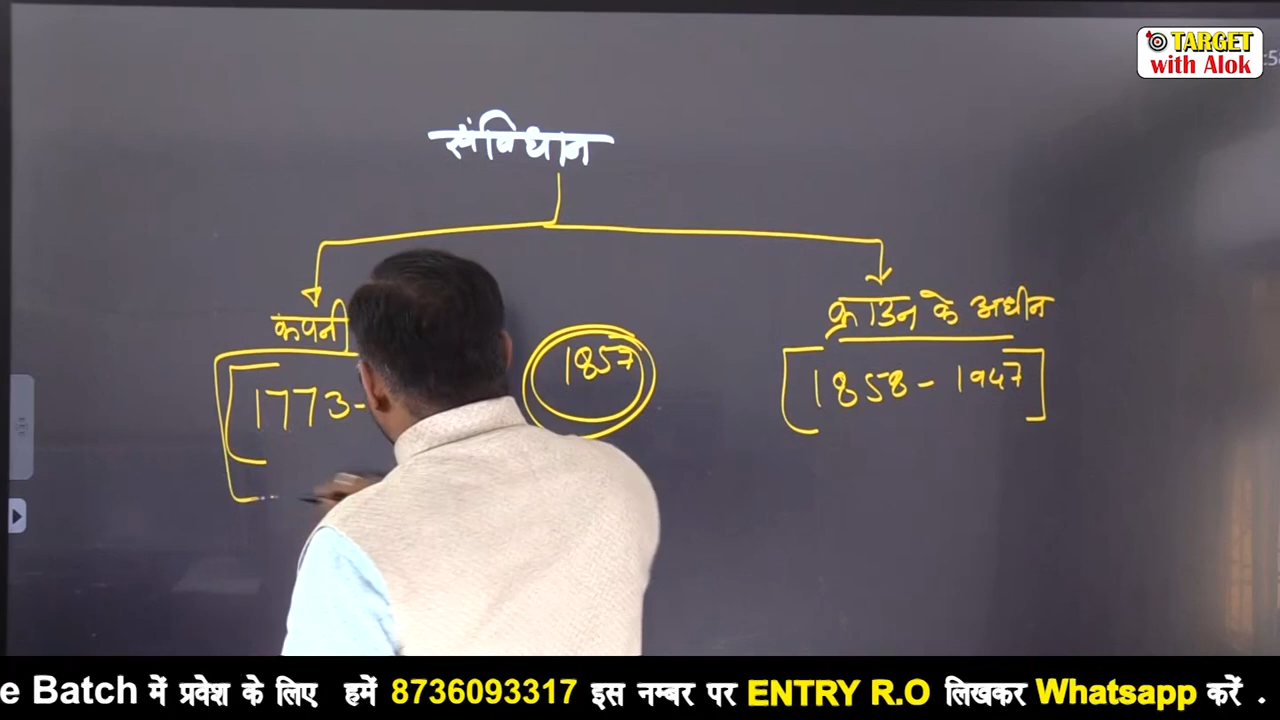 TARGET
with Alok
संविधान
कंपनी
क्राउन के अधीन
1773-
1857
1858 - 1947
e Batch में प्रवेश के लिए हमें 8736093317 इस नम्बर पर ENTRY R.O लिखकर Whatsapp करें .